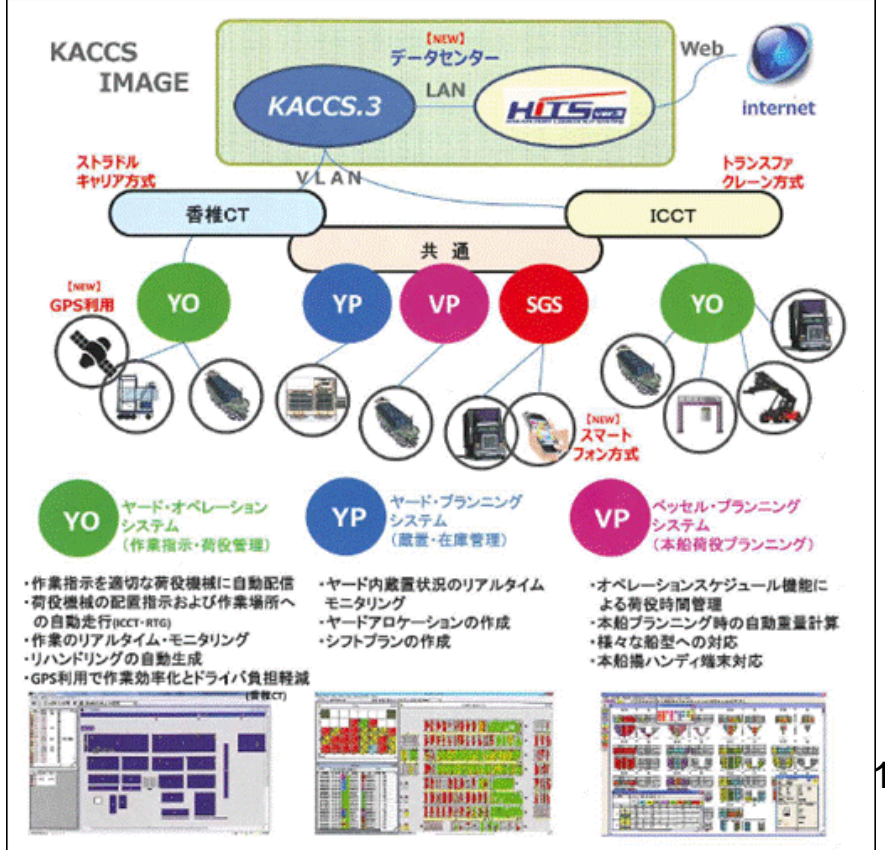 KACCS
IMAGE
【NEW】
データセンター
KACCS.3
LAN
HiTS ver.3
Web
internet
ストラドル
キャリア方式
VLAN
トランスファ
クレーン方式
香椎CT
ICCT
共通
【NEW】
GPS利用
YO
YP
VP
SGS
YO
【NEW】
スマート
フォン方式
YO
ヤード・オペレーション
システム
(作業指示・荷役管理)
・作業指示を適切な荷役機械に自動配信
・荷役機械の配置指示および作業場所へ
の自動走行(ICCT・RTG)
・作業のリアルタイム・モニタリング
・リハンドリングの自動生成
・GPS利用で作業効率化とドライバ負担軽減
(香椎CT)
YP
ヤード・プランニング
システム
(蔵置・在庫管理)
・ヤード内蔵置状況のリアルタイム
モニタリング
・ヤードアロケーションの作成
・シフトプランの作成
VP
ベッセル・プランニング
システム
(本船荷役プランニング)
・オペレーションスケジュール機能に
よる荷役時間管理
・本船プランニング時の自動重量計算
・様々な船型への対応
・本船揚ハンディ端末対応
1